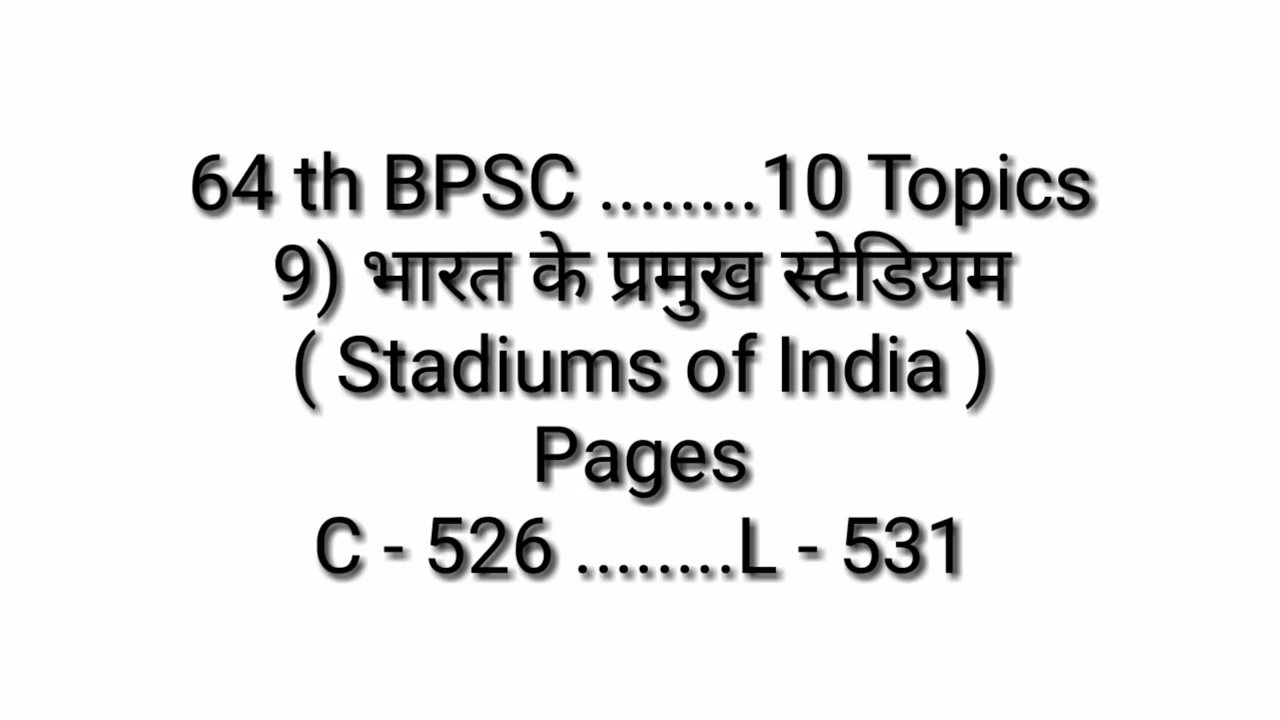 64 th BPSC ........10 Topics
9) भारत के प्रमुख स्टेडियम
( Stadiums of India )
Pages
C - 526 ........L - 531